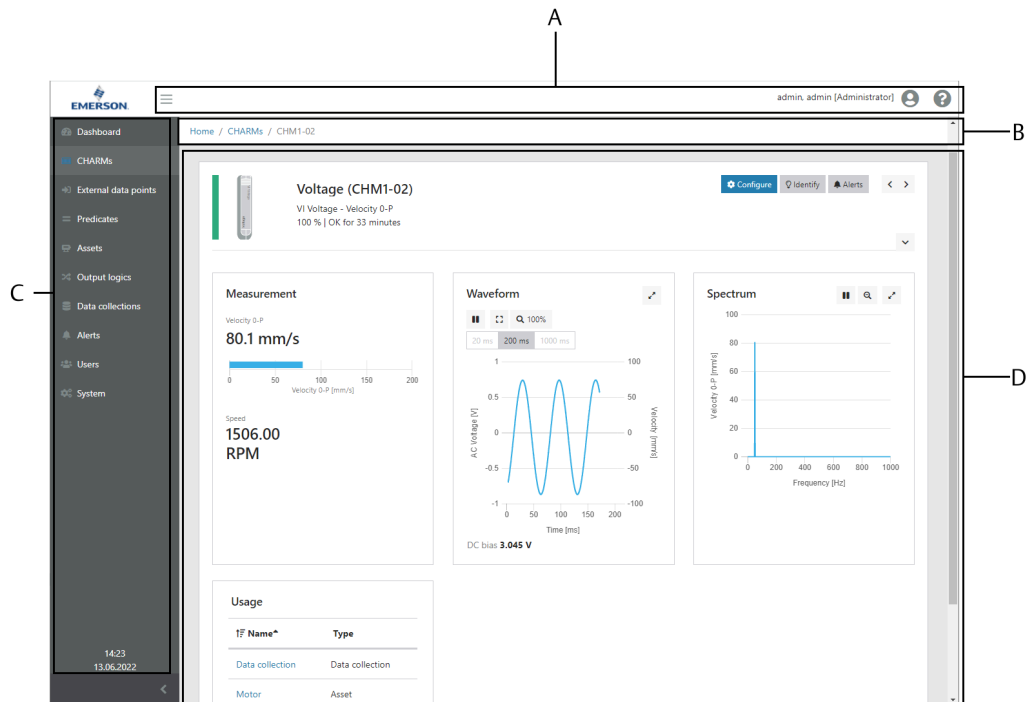 A
EMERSON.
admin, admin [Administrator]
?
B
Home / CHARMs / CHM1-02
C
Dashboard
CHARMs
External data points
Predicates
Assets
Output logics
Data collections
Alerts
Users
System
14:23
13.06.2022
D
Voltage (CHM1-02)
VI Voltage - Velocity 0-P
100 % | OK for 33 minutes
Configure
Identify
Alerts
Measurement
Velocity 0-P
80.1 mm/s
0 50 100 150 200
Velocity 0-P [mm/s]
Speed
1506.00
RPM
Waveform
100%
20 ms 200 ms 1000 ms
AC Voltage [V]
1
0.5
0
-0.5
-1
100
50
0
-50
-100
Velocity [mm/s]
0 50 100 150 200
Time [ms]
DC bias 3.045 V
Spectrum
Velocity 0-P [mm/s]
100
80
60
40
20
0
0 200 400 600 800 1000
Frequency [Hz]
Usage
Name Type
Data collection Data collection
Motor Asset